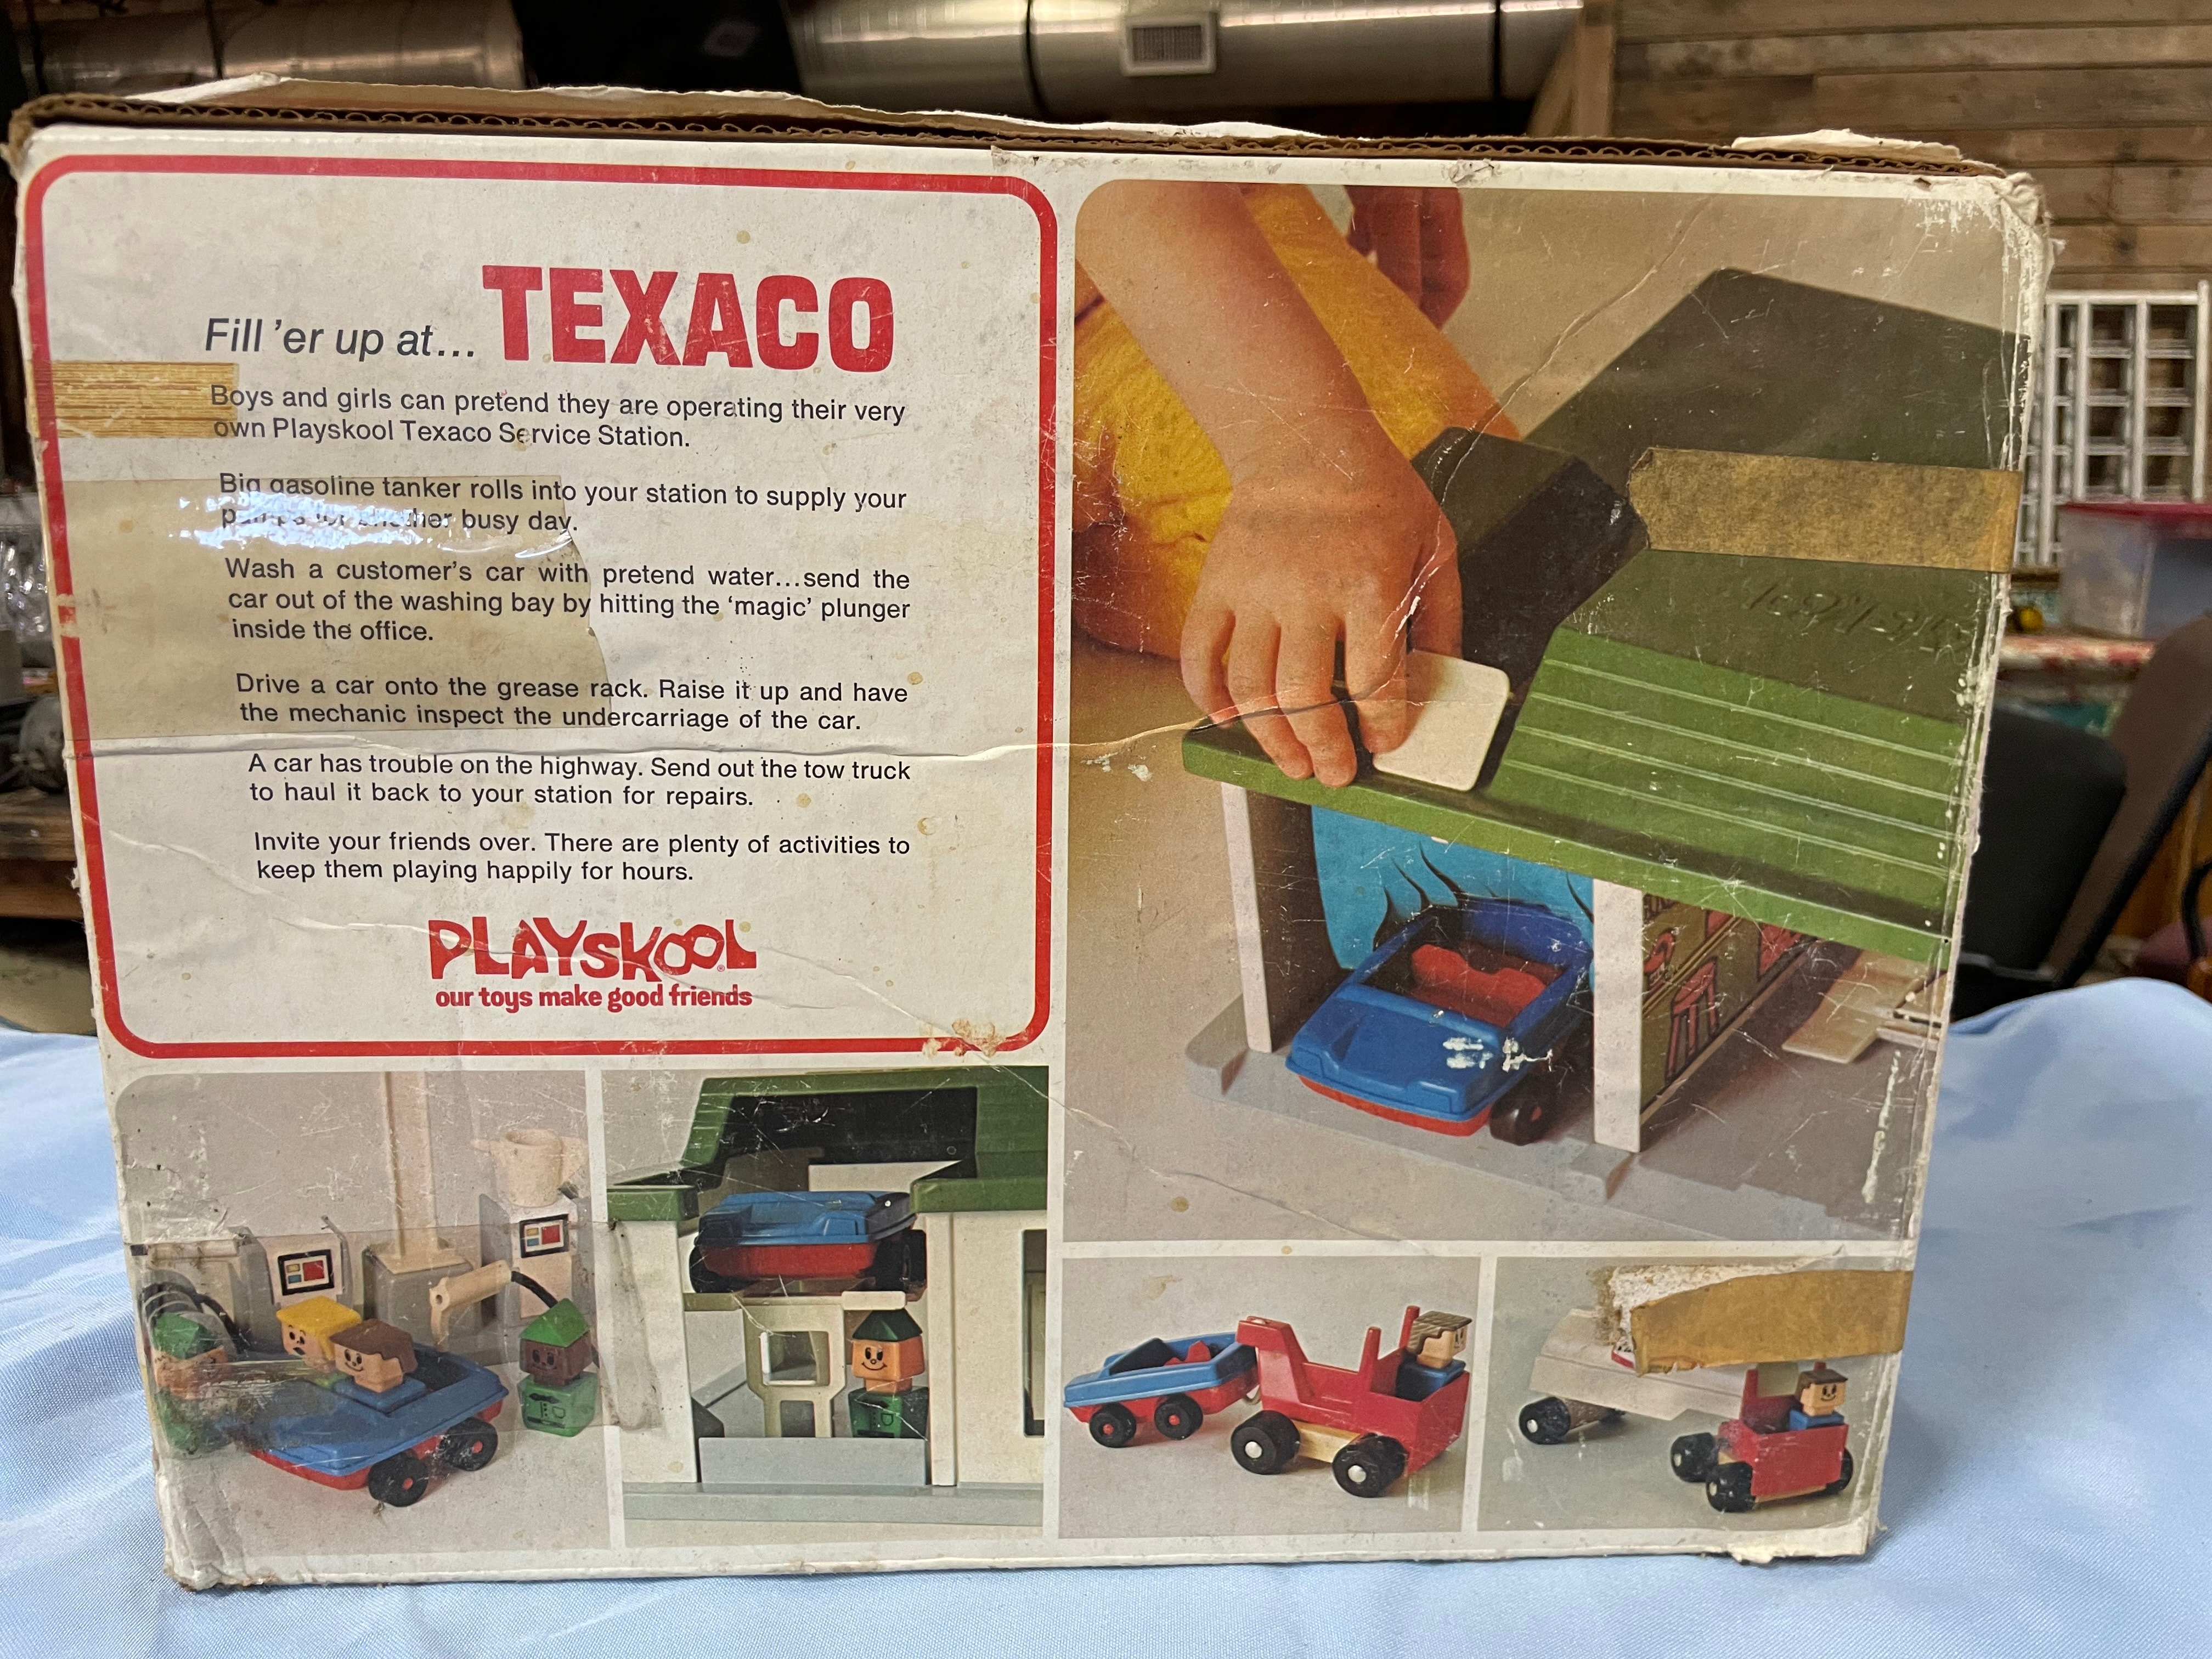 Fill 'er up at... TEXACO
Boys and girls can pretend they are operating their very
own Playskool Texaco Service Station.
Big gasoline tanker rolls into your station to supply your
pumps for another busy day.
Wash a customer's car with pretend water...send the
car out of the washing bay by hitting the 'magic' plunger
inside the office.
Drive a car onto the grease rack. Raise it up and have
the mechanic inspect the undercarriage of the car.
A car has trouble on the highway. Send out the tow truck
to haul it back to your station for repairs.
Invite your friends over. There are plenty of activities to
keep them playing happily for hours.
PLAYSKOOL®
our toys make good friends